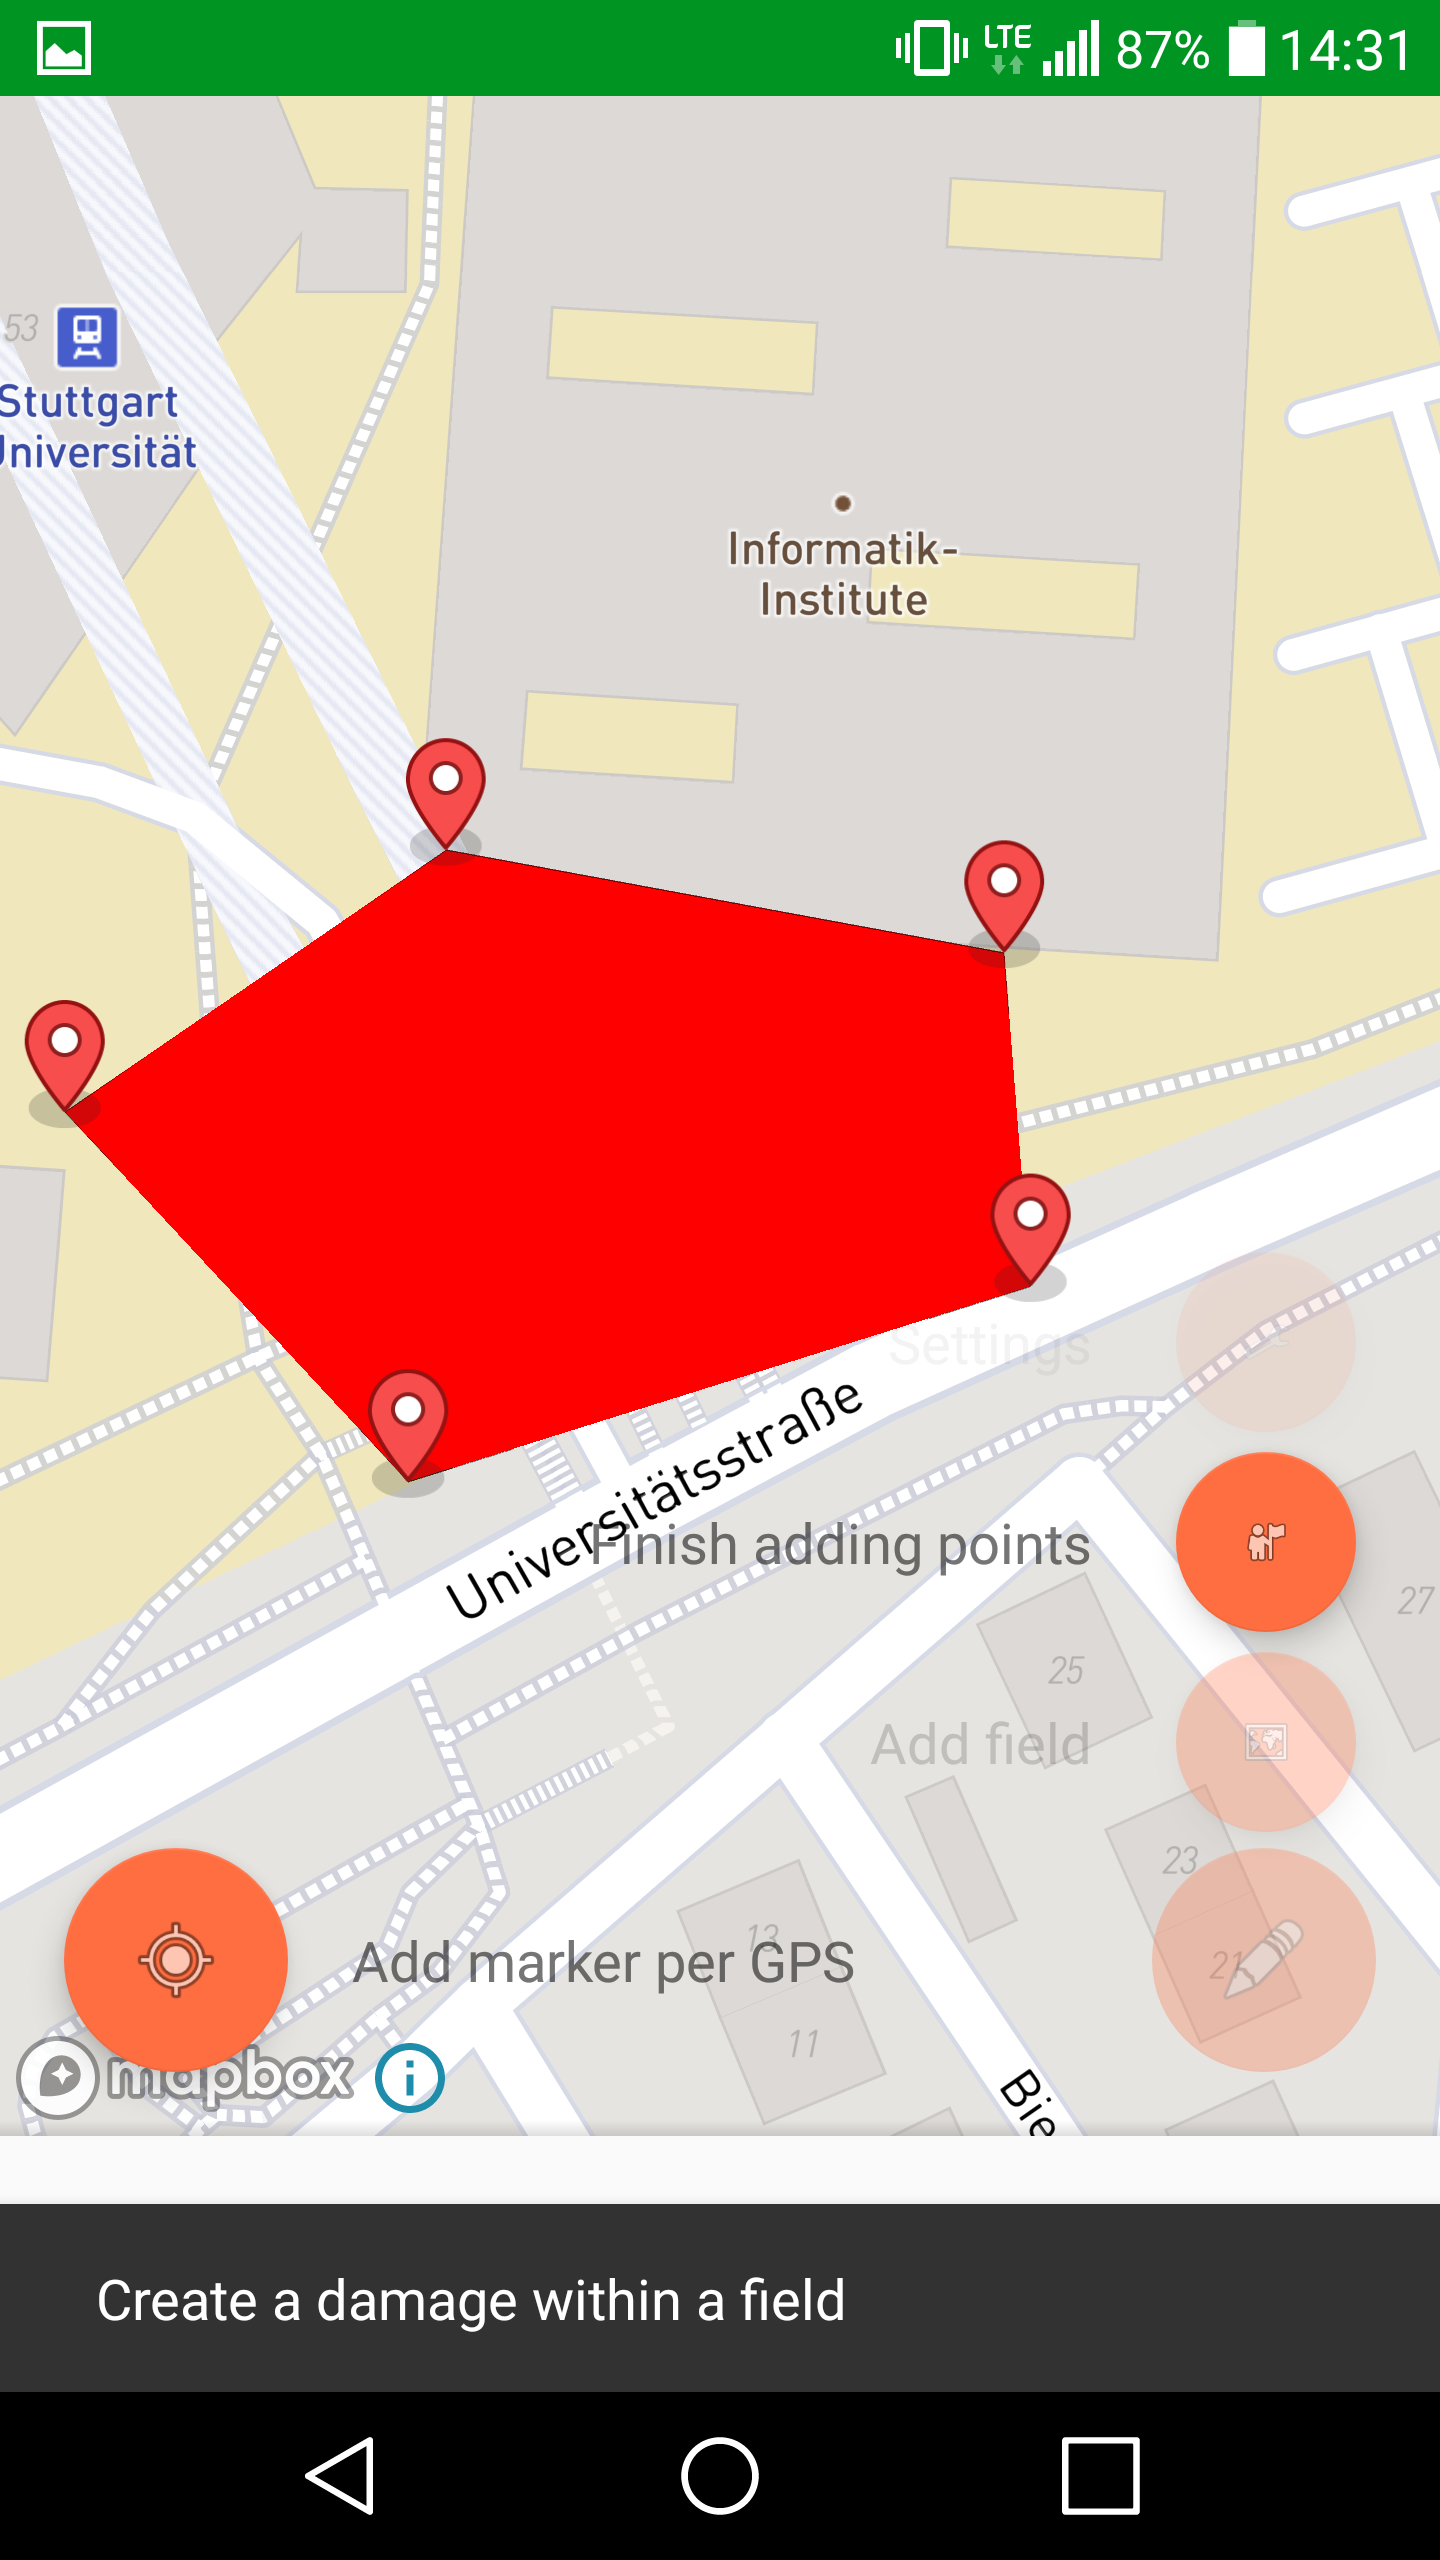 LTE 87% 14:31
53
Stuttgart
Universität
Informatik-
Institute
Settings
Universitätsstraße
Finish adding points
27
25
Add field
23
13
Add marker per GPS
21
11
mapbox
i
Bie
Create a damage within a field